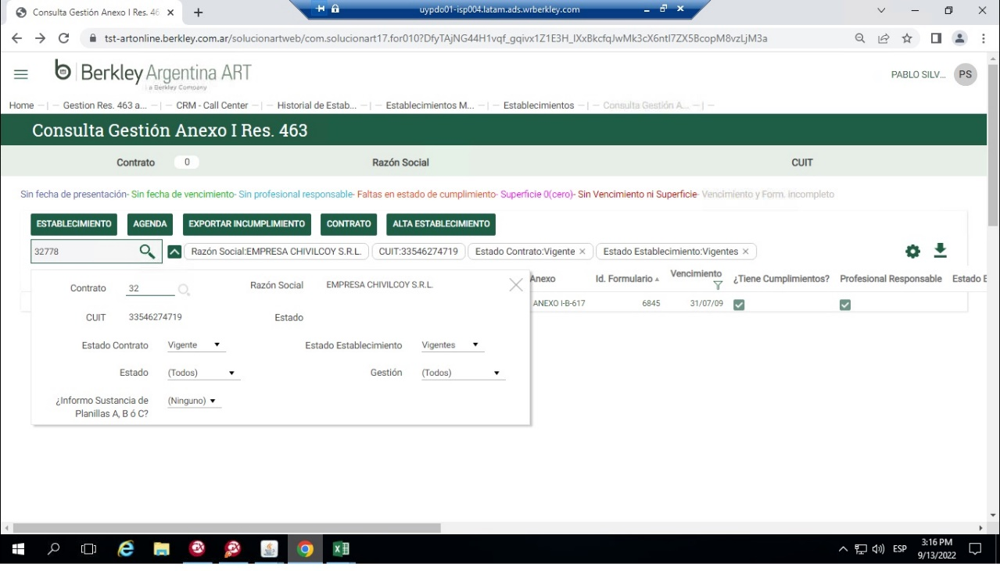 Consulta Gestión Anexo I Res. 46
uypdo01-isp004.latam.ads.wrberkley.com
tst-artonline.berkley.com.ar/solucionartweb/com.solucionart17.for010?DfyTAjNG44H1vqf_gqivx1Z1E3H_IXxBkcfqJwMk3cX6ntI7ZX5BcopM8vzLjM3a
b | Berkley Argentina ART
a Berkley Company
PABLO SILV... PS
Home — | — Gestion Res. 463 a... — | — CRM - Call Center — | — Historial de Estab... — | — Establecimientos M... — | — Establecimientos — | — Consulta Gestión A... — | —
Consulta Gestión Anexo I Res. 463
Contrato 0 Razón Social CUIT
Sin fecha de presentación- Sin fecha de vencimiento- Sin profesional responsable- Faltas en estado de cumplimiento- Superficie 0(cero)- Sin Vencimiento ni Superficie- Vencimiento y Form. incompleto
ESTABLECIMIENTO AGENDA EXPORTAR INCUMPLIMIENTO CONTRATO ALTA ESTABLECIMIENTO
32778 Razón Social:EMPRESA CHIVILCOY S.R.L. CUIT:33546274719 Estado Contrato:Vigente × Estado Establecimiento:Vigentes ×
Anexo Id. Formulario Vencimiento ¿Tiene Cumplimientos? Profesional Responsable Estado E
ANEXO I-B-617 6845 31/07/09
Contrato 32 Razón Social EMPRESA CHIVILCOY S.R.L.
CUIT 33546274719 Estado
Estado Contrato Vigente Estado Establecimiento Vigentes
Estado (Todos) Gestión (Todos)
¿Informo Sustancia de Planillas A, B ó C? (Ninguno)
ESP 3:16 PM
9/13/2022